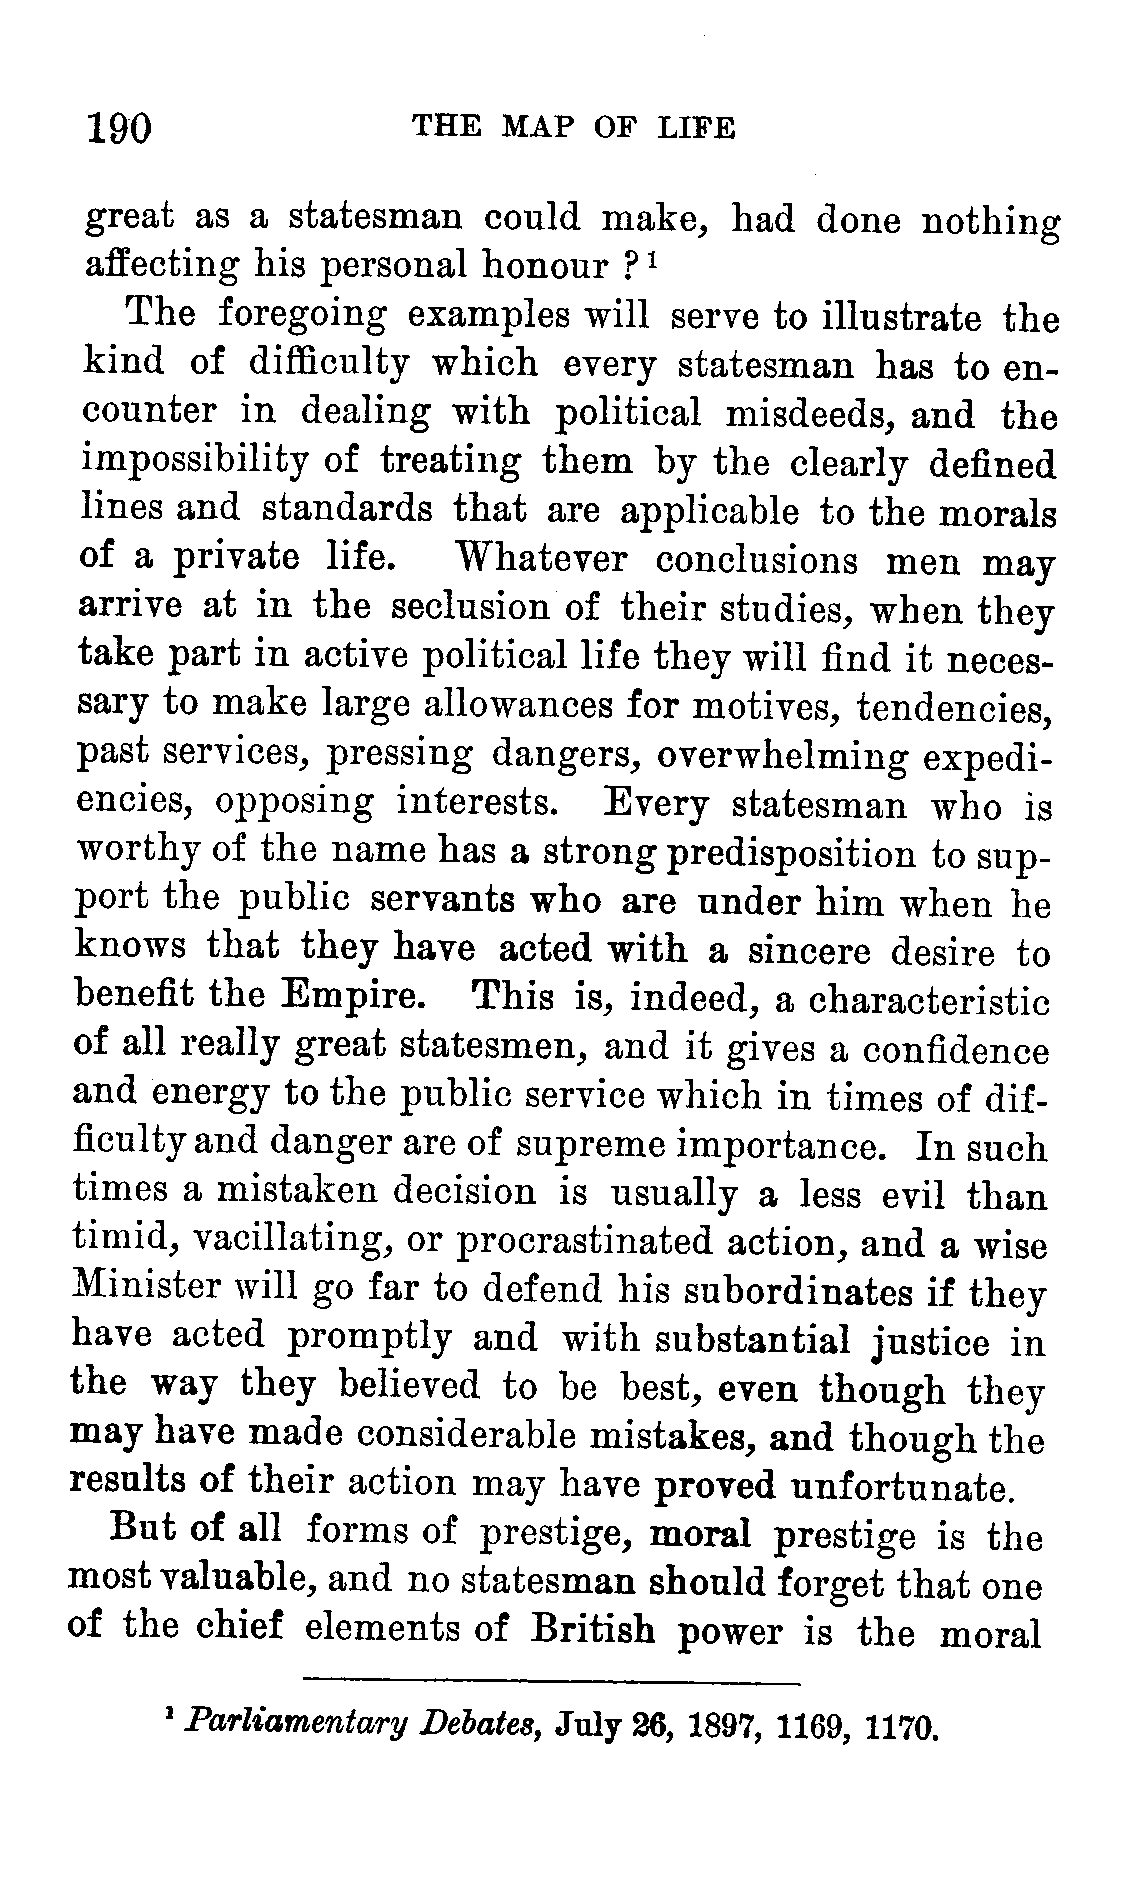 190 THE MAP OF LIFE
great as a statesman could make, had done nothing
affecting his personal honour ? ¹
The foregoing examples will serve to illustrate the
kind of difficulty which every statesman has to en-
counter in dealing with political misdeeds, and the
impossibility of treating them by the clearly defined
lines and standards that are applicable to the morals
of a private life. Whatever conclusions men may
arrive at in the seclusion of their studies, when they
take part in active political life they will find it neces-
sary to make large allowances for motives, tendencies,
past services, pressing dangers, overwhelming expedi-
encies, opposing interests. Every statesman who is
worthy of the name has a strong predisposition to sup-
port the public servants who are under him when he
knows that they have acted with a sincere desire to
benefit the Empire. This is, indeed, a characteristic
of all really great statesmen, and it gives a confidence
and energy to the public service which in times of dif-
ficulty and danger are of supreme importance. In such
times a mistaken decision is usually a less evil than
timid, vacillating, or procrastinated action, and a wise
Minister will go far to defend his subordinates if they
have acted promptly and with substantial justice in
the way they believed to be best, even though they
may have made considerable mistakes, and though the
results of their action may have proved unfortunate.
But of all forms of prestige, moral prestige is the
most valuable, and no statesman should forget that one
of the chief elements of British power is the moral
¹ Parliamentary Debates, July 26, 1897, 1169, 1170.